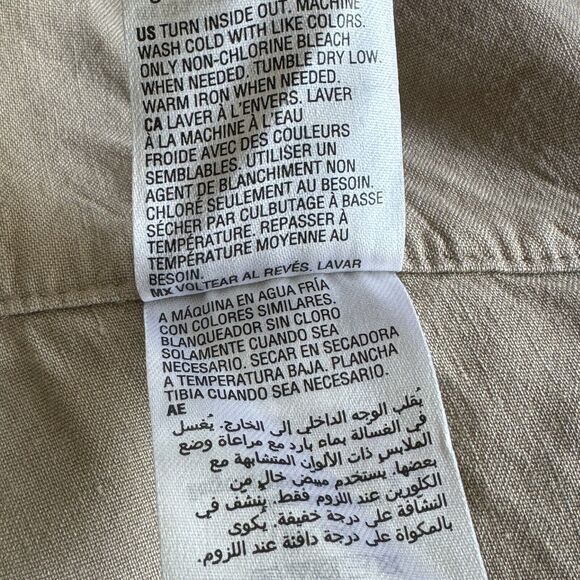 US TURN INSIDE OUT. MACHINE
WASH COLD WITH LIKE COLORS.
ONLY NON-CHLORINE BLEACH
WHEN NEEDED. TUMBLE DRY LOW.
WARM IRON WHEN NEEDED.
CA LAVER À L'ENVERS. LAVER
À LA MACHINE À L'EAU
FROIDE AVEC DES COULEURS
SEMBLABLES. UTILISER UN
AGENT DE BLANCHIMENT NON
CHLORÉ SEULEMENT AU BESOIN.
SÉCHER PAR CULBUTAGE À BASSE
TEMPÉRATURE. REPASSER À
TEMPÉRATURE MOYENNE AU
BESOIN.
MX VOLTEAR AL REVÉS. LAVAR
A MÁQUINA EN AGUA FRÍA
CON COLORES SIMILARES.
BLANQUEADOR SIN CLORO
SOLAMENTE CUANDO SEA
NECESARIO. SECAR EN SECADORA
A TEMPERATURA BAJA. PLANCHA
TIBIA CUANDO SEA NECESARIO.
AE
يُقلب الوجه الداخلي إلى الخارج. يُغسل
في الغسالة بماء بارد مع مراعاة وضع
الملابس ذات الألوان المتشابهة مع
بعضها. يستخدم مبيض خالٍ من
الكلورين عند اللزوم فقط. يُنشف في
النشافة على درجة خفيفة. يُكوى
بالمكواة على درجة دافئة عند اللزوم.